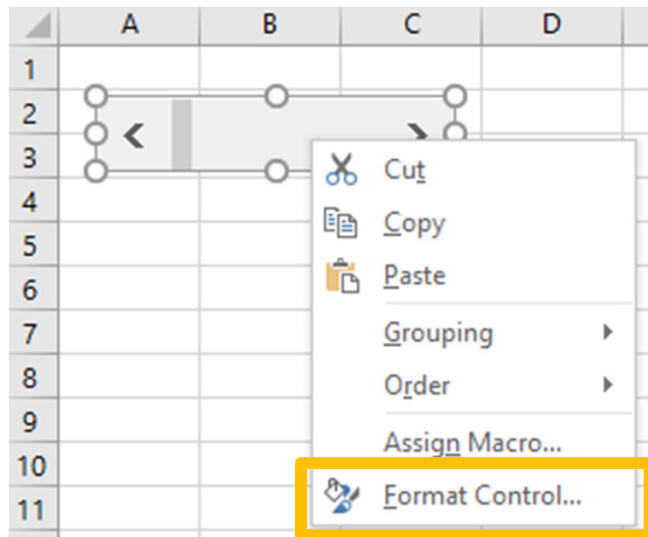 A B C D
1
2
3
Cut
4
Copy
5
Paste
6
7
Grouping
8
Order
9
Assign Macro...
10
Format Control...
11